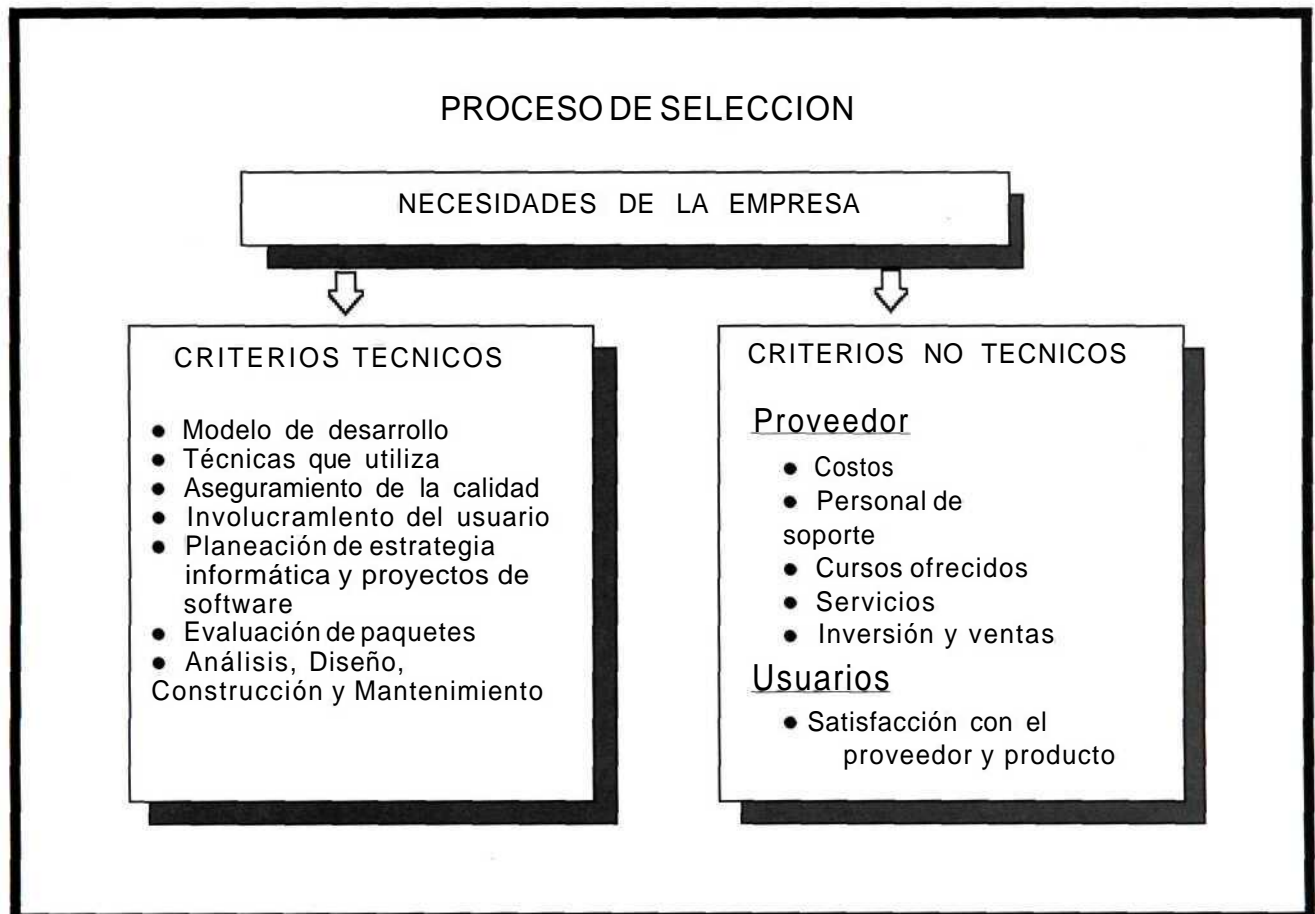 PROCESO DE SELECCION
NECESIDADES DE LA EMPRESA
CRITERIOS TECNICOS
● Modelo de desarrollo
● Técnicas que utiliza
● Aseguramiento de la calidad
● Involucramlento del usuario
● Planeación de estrategia
informática y proyectos de
software
● Evaluación de paquetes
● Análisis, Diseño,
Construcción y Mantenimiento
CRITERIOS NO TECNICOS
Proveedor
● Costos
● Personal de
soporte
● Cursos ofrecidos
● Servicios
● Inversión y ventas
Usuarios
● Satisfacción con el
proveedor y producto